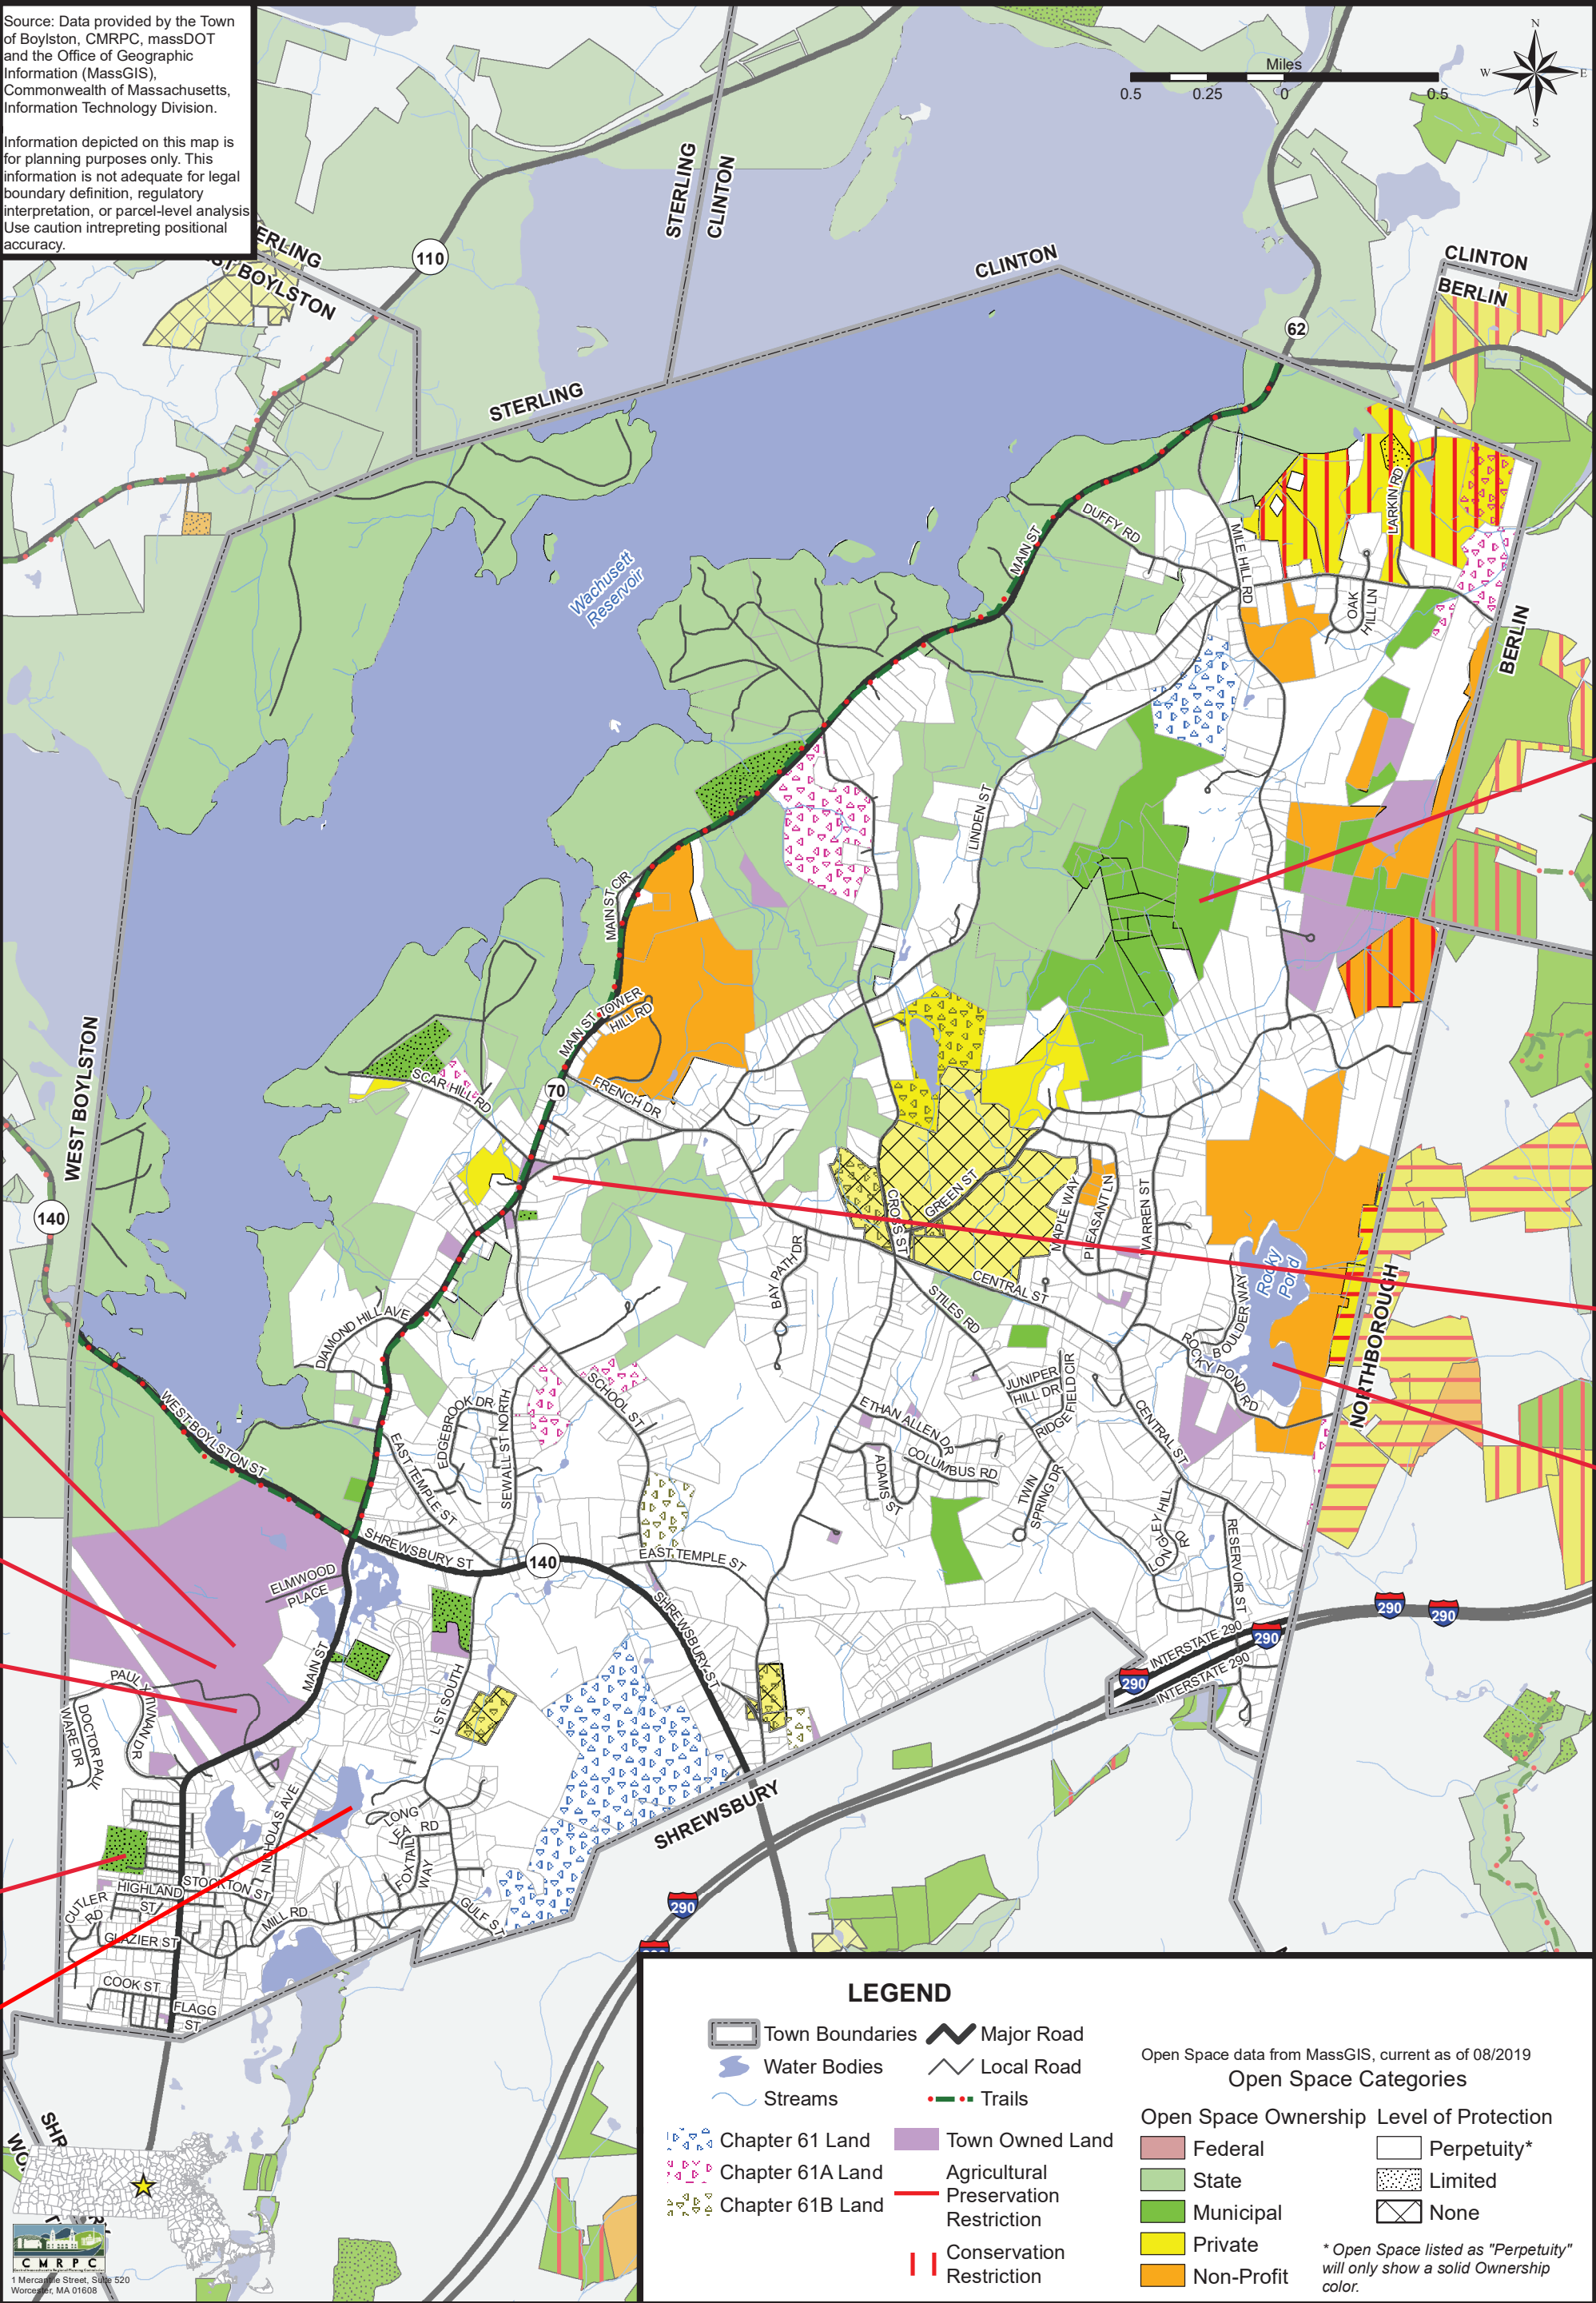 Source: Data provided by the Town
of Boylston, CMRPC, massDOT
and the Office of Geographic
Information (MassGIS),
Commonwealth of Massachusetts,
Information Technology Division.
Information depicted on this map is
for planning purposes only. This
information is not adequate for legal
boundary definition, regulatory
interpretation, or parcel-level analysis
Use caution intrepreting positional
accuracy.
Miles
0.5 0.25 0 0.5
N
W E
S
STERLING
CLINTON
ERLING
ST BOYLSTON
110
CLINTON
CLINTON
BERLIN
62
STERLING
Wachusett
Reservoir
MAIN ST
DUFFY RD
MILE HILL RD
LARKIN RD
OAK
HILL LN
BERLIN
LINDEN ST
MAIN ST CIR
MAIN ST
TOWER
HILL RD
WEST BOYLSTON
SCAR HILL RD
70
FRENCH DR
140
CROSS ST
GREEN ST
MAPLE WAY
PLEASANT LN
WARREN ST
BAY PATH DR
CENTRAL ST
STILES RD
Rocky
Pond
BOULDER WAY
ROCKY POND RD
NORTHBOROUGH
DIAMOND HILL AVE
JUNIPER
HILL DR
RIDGEFIELD CIR
WEST BOYLSTON ST
EDGEBROOK DR
SEWALL ST NORTH
SCHOOL ST
EAST TEMPLE ST
ETHAN ALLEN DR
COLUMBUS RD
ADAMS ST
TWIN
SPRING DR
CENTRAL ST
LONGLEY HILL
RD
RESERVOIR ST
SHREWSBURY ST
140
EAST TEMPLE ST
ELMWOOD
PLACE
SHREWSBURY ST
MAIN ST
INTERSTATE 290
INTERSTATE 290
290
290
290
290
PAUL X TIVNAN DR
DOCTOR PAUL
WARE DR
LL ST SOUTH
SHREWSBURY
NICHOLAS AVE
LONG
LEA RD
FOXTAIL
WAY
STOCKTON ST
HIGHLAND
ST
CUTLER
RD
MILL RD
GULF ST
GLAZIER ST
COOK ST
FLAGG
ST
290
SHR
WO
C M R P C
1 Mercantile Street, Suite 520
Worcester, MA 01608
LEGEND
Town Boundaries
Major Road
Water Bodies
Local Road
Streams
Trails
Chapter 61 Land
Town Owned Land
Chapter 61A Land
Agricultural
Preservation
Restriction
Chapter 61B Land
Conservation
Restriction
Open Space data from MassGIS, current as of 08/2019
Open Space Categories
Open Space Ownership
Level of Protection
Federal
Perpetuity*
State
Limited
Municipal
None
Private
Non-Profit
* Open Space listed as "Perpetuity"
will only show a solid Ownership
color.